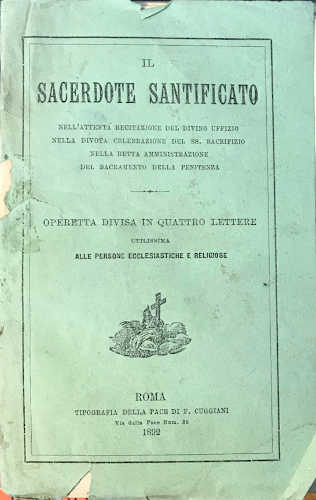 IL
SACERDOTE SANTIFICATO
NELL'ATTENTA RECITAZIONE DEL DIVINO UFFIZIO
NELLA DIVOTA CELEBRAZIONE DEL SS. SACRIFIZIO
NELLA RETTA AMMINISTRAZIONE
DEL SACRAMENTO DELLA PENITENZA
OPERETTA DIVISA IN QUATTRO LETTERE
UTILISSIMA
ALLE PERSONE ECCLESIASTICHE E RELIGIOSE
ROMA
TIPOGRAFIA DELLA PACE DI F. CUGGIANI
Via della Pace Num. 35
1892